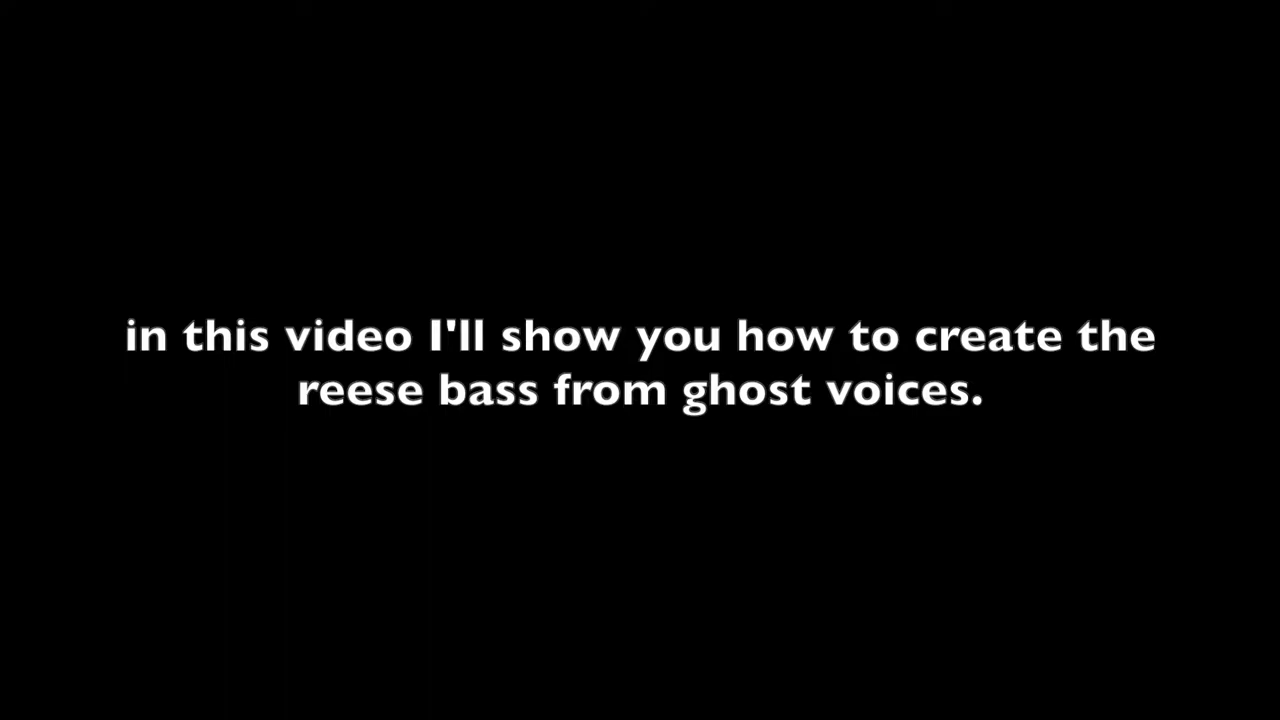 in this video I'll show you how to create the
reese bass from ghost voices.